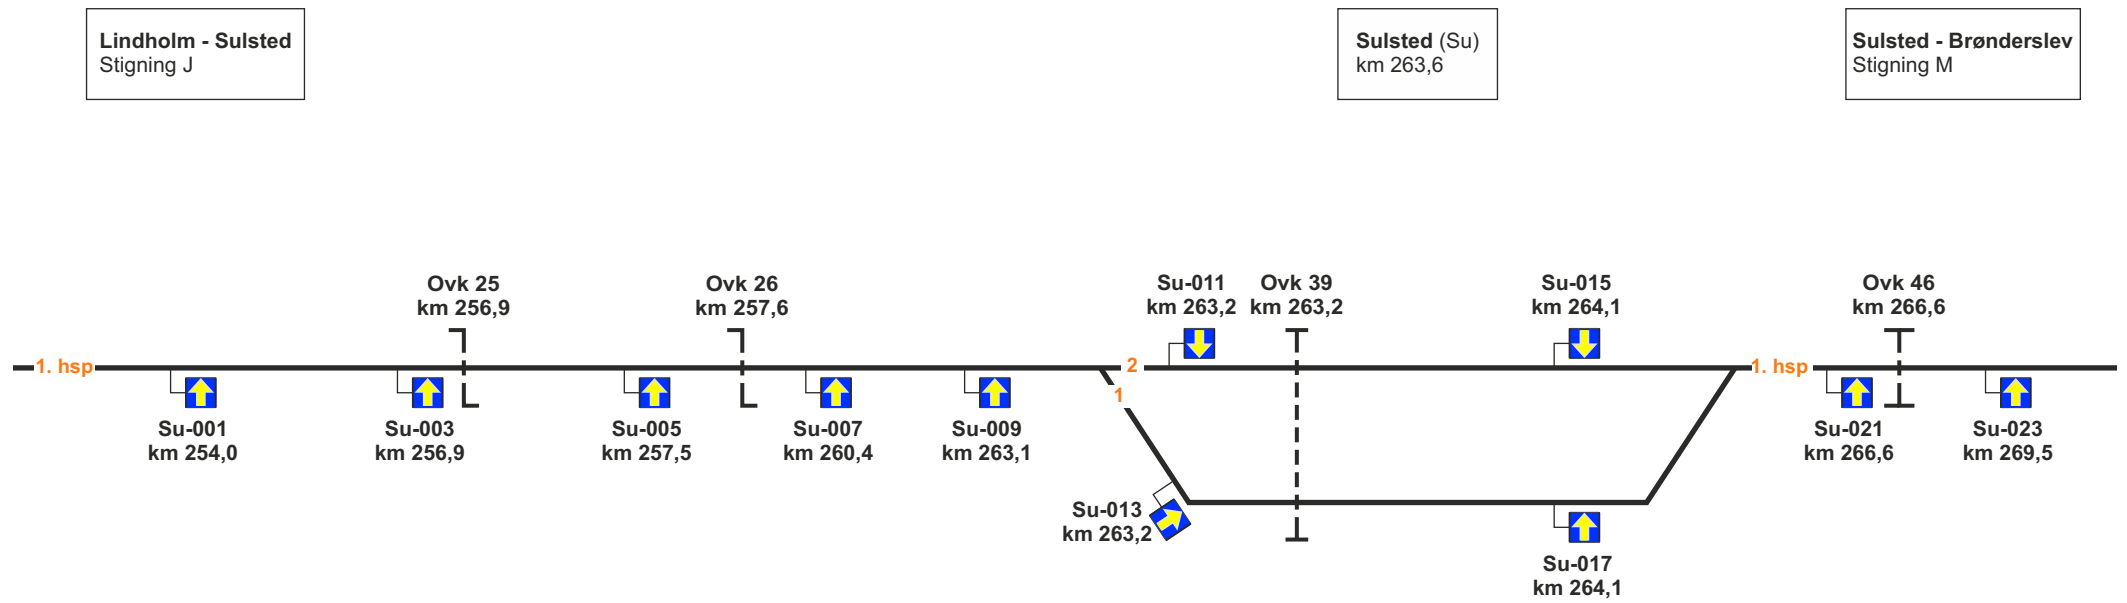 Lindholm - Sulsted
Stigning J
Sulsted (Su)
km 263,6
Sulsted - Brønderslev
Stigning M
Ovk 25
km 256,9
Ovk 26
km 257,6
Su-011
km 263,2
Ovk 39
km 263,2
Su-015
km 264,1
Ovk 46
km 266,6
1. hsp
2
1
1. hsp
Su-001
km 254,0
Su-003
km 256,9
Su-005
km 257,5
Su-007
km 260,4
Su-009
km 263,1
Su-021
km 266,6
Su-023
km 269,5
Su-013
km 263,2
Su-017
km 264,1